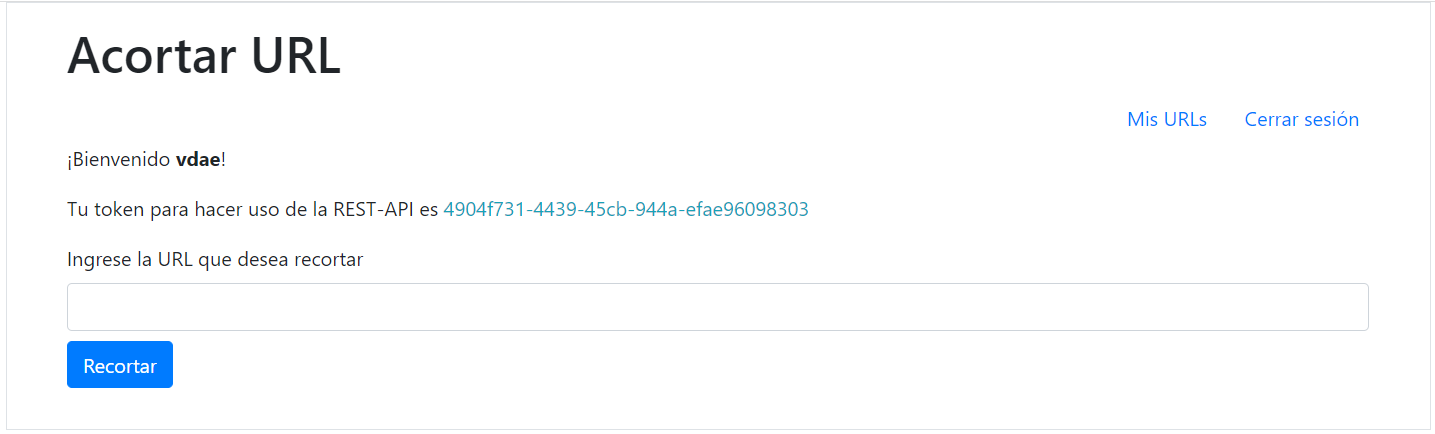 Acortar URL
Mis URLs Cerrar sesión
¡Bienvenido vdae!
Tu token para hacer uso de la REST-API es 4904f731-4439-45cb-944a-efae96098303
Ingrese la URL que desea recortar
Recortar